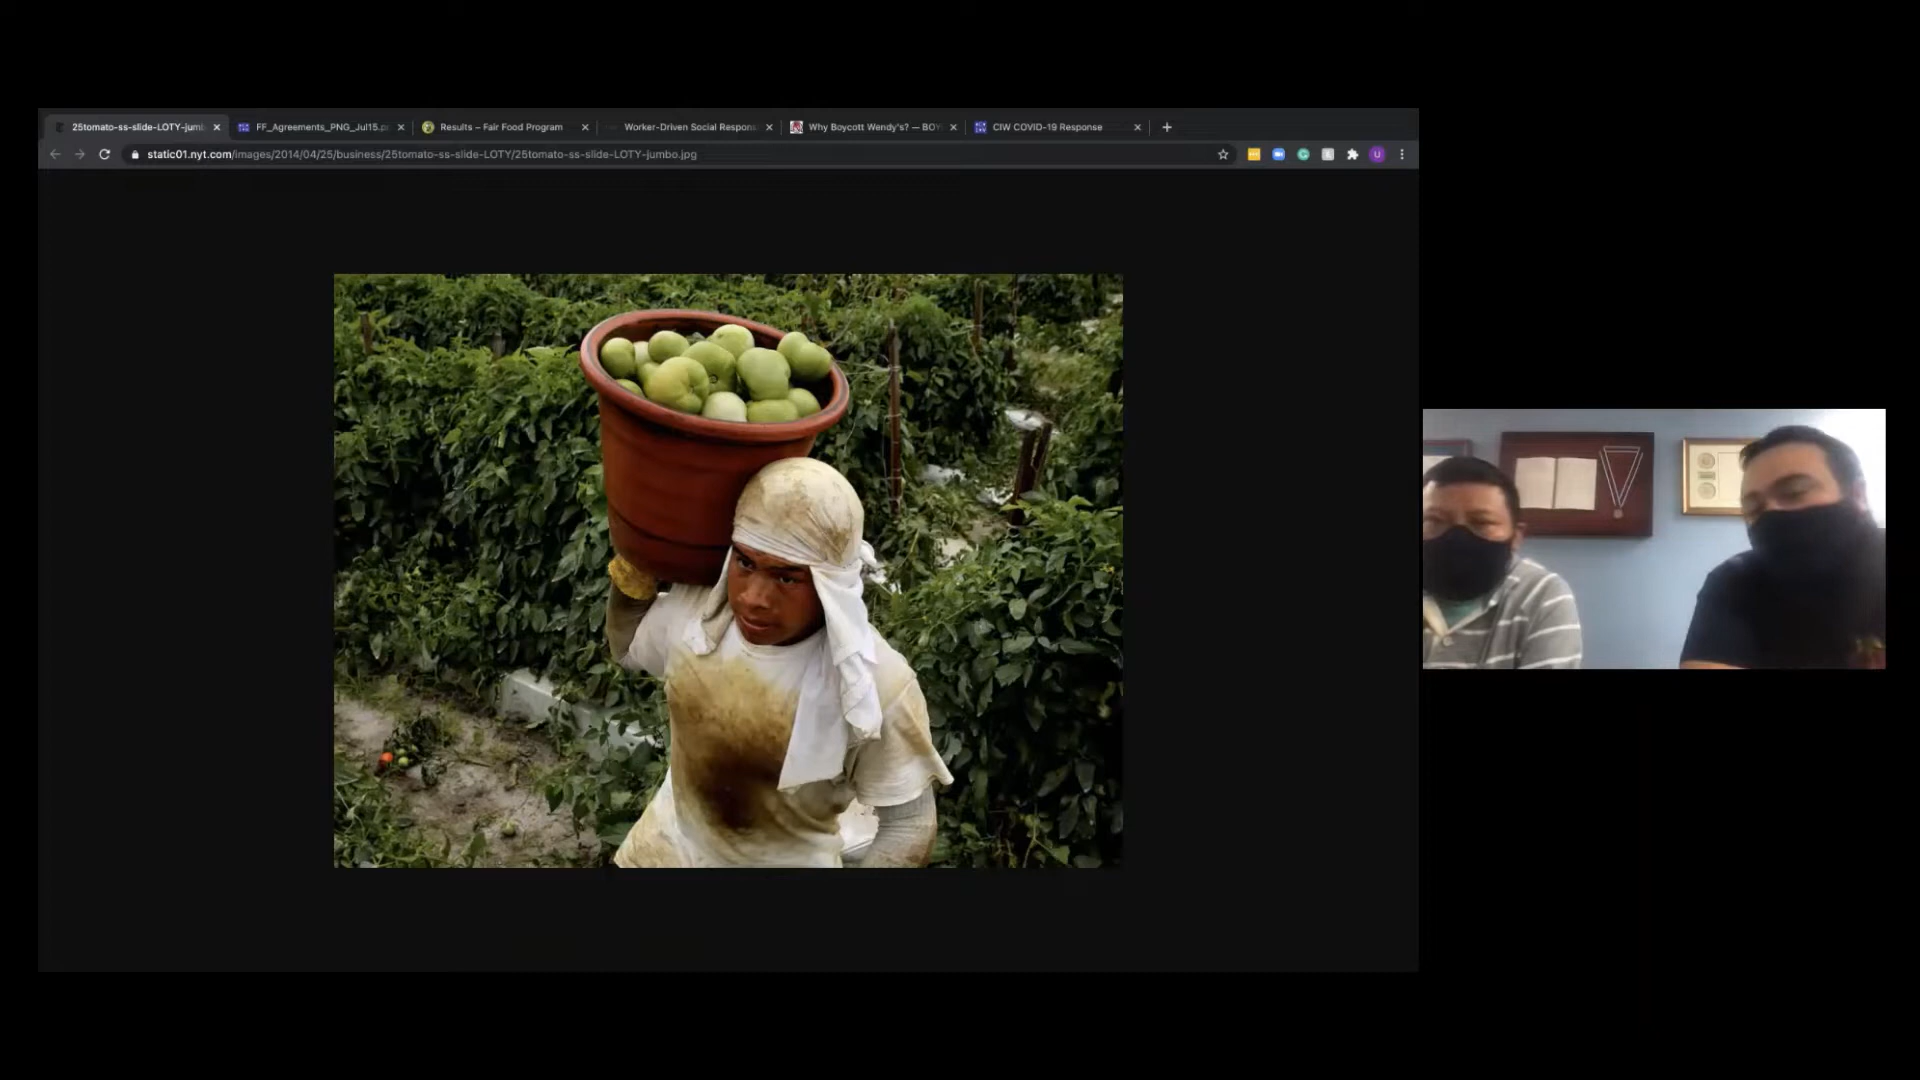 25tomato-ss-slide-LOTY-jumb
FF_Agreements_PNG_Jul15.p
Results – Fair Food Program
Worker-Driven Social Respons
Why Boycott Wendy's? — BOY
CIW COVID-19 Response
static01.nyt.com/images/2014/04/25/business/25tomato-ss-slide-LOTY/25tomato-ss-slide-LOTY-jumbo.jpg
U